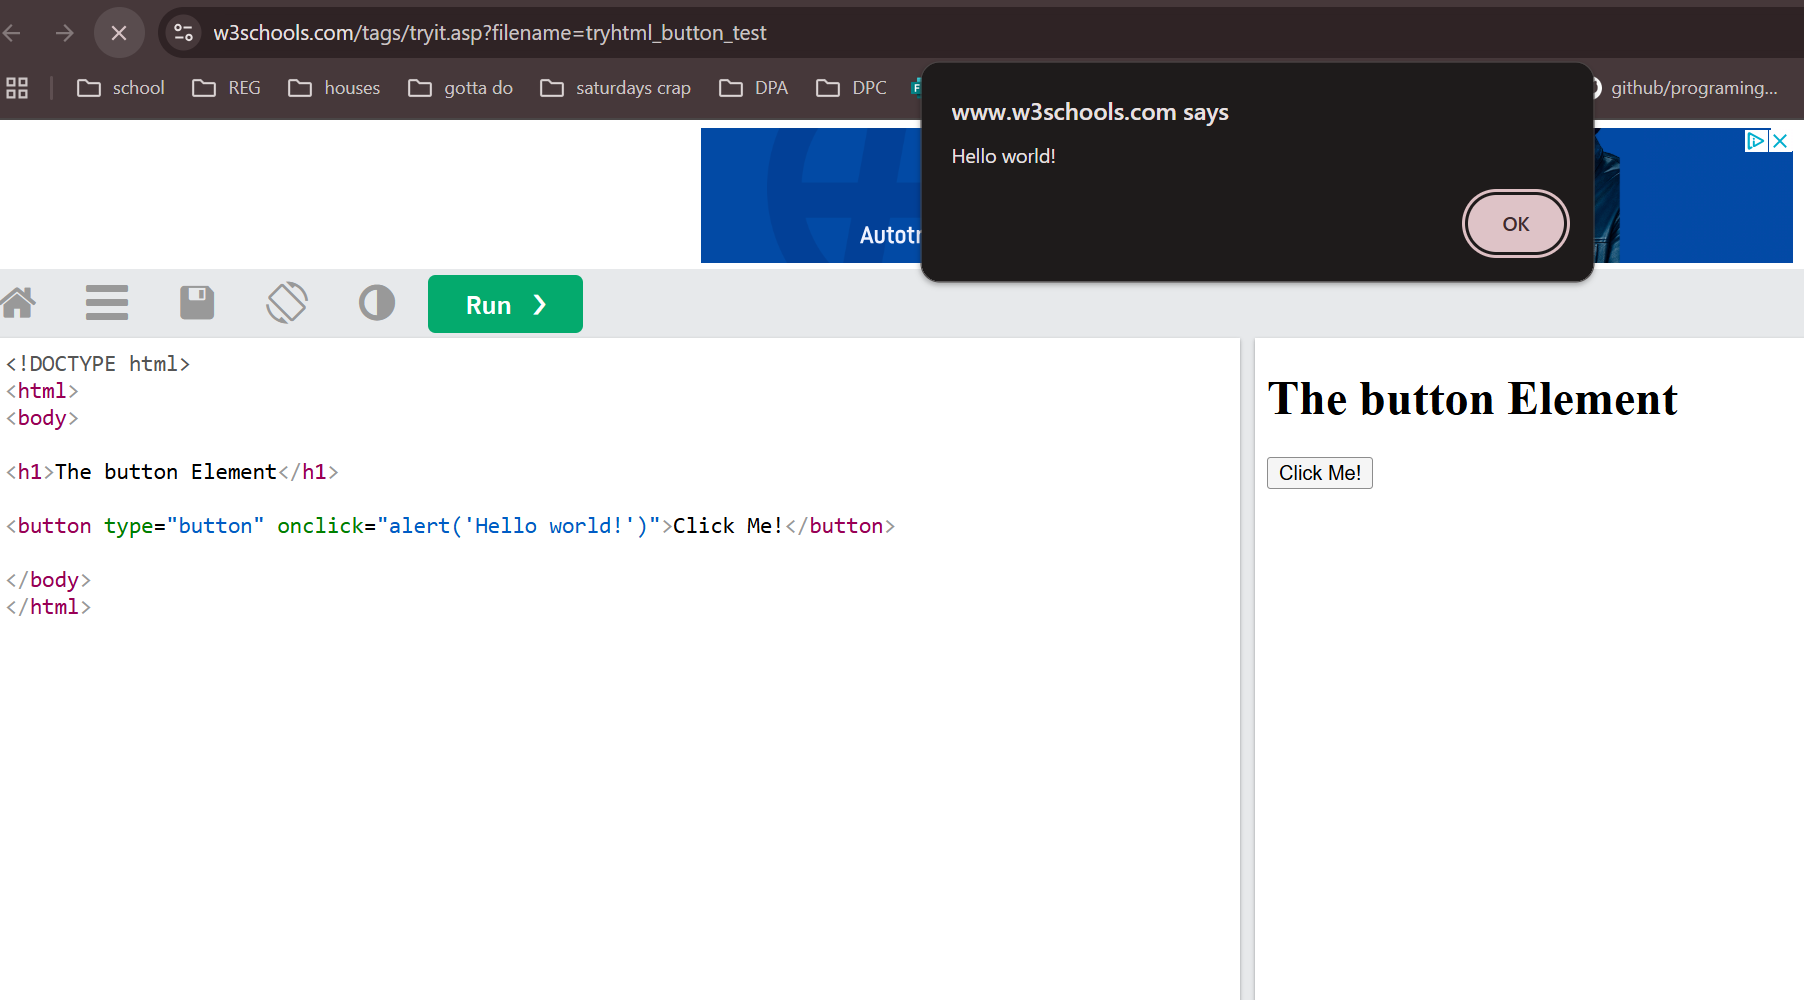 w3schools.com/tags/tryit.asp?filename=tryhtml_button_test
school REG houses gotta do saturdays crap DPA DPC github/programing...
www.w3schools.com says
Hello world!
OK
Run ❯
<!DOCTYPE html>
<html>
<body>
<h1>The button Element</h1>
<button type="button" onclick="alert('Hello world!')">Click Me!</button>
</body>
</html>
The button Element
Click Me!